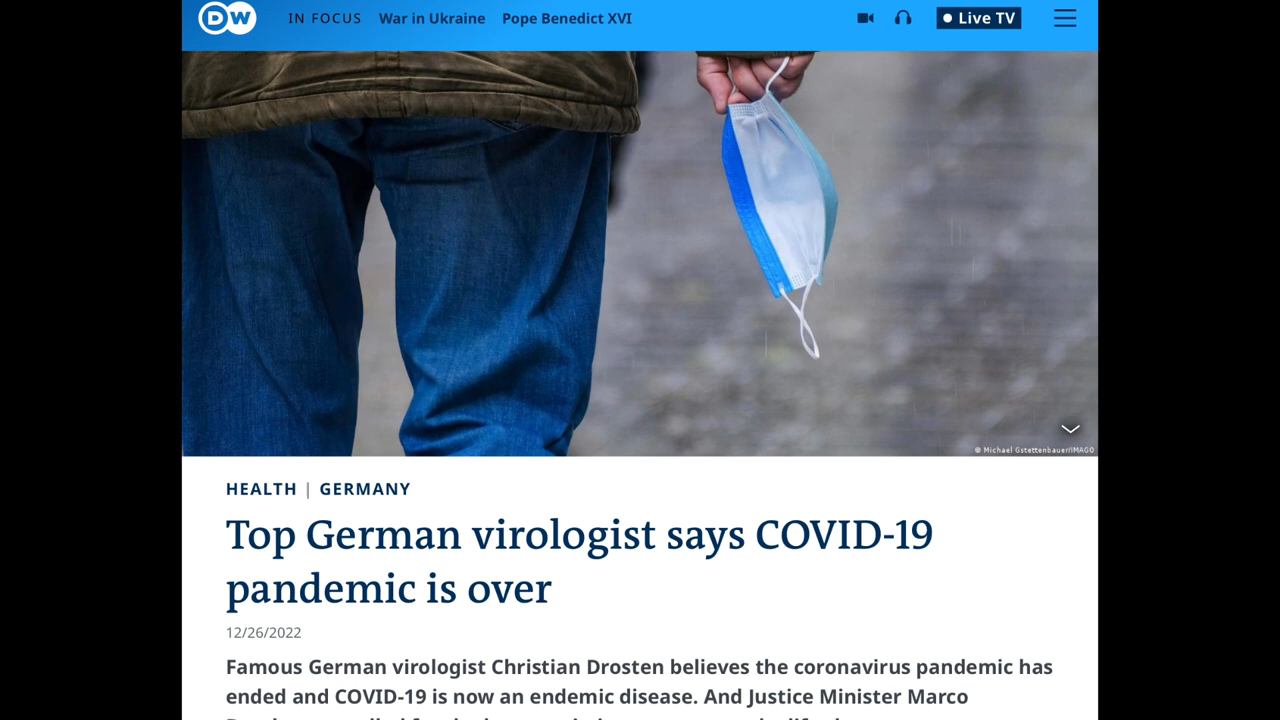 DW IN FOCUS War in Ukraine Pope Benedict XVI Live TV
© Michael Gstettenbauer/IMAGO
HEALTH | GERMANY
Top German virologist says COVID-19
pandemic is over
12/26/2022
Famous German virologist Christian Drosten believes the coronavirus pandemic has
ended and COVID-19 is now an endemic disease. And Justice Minister Marco